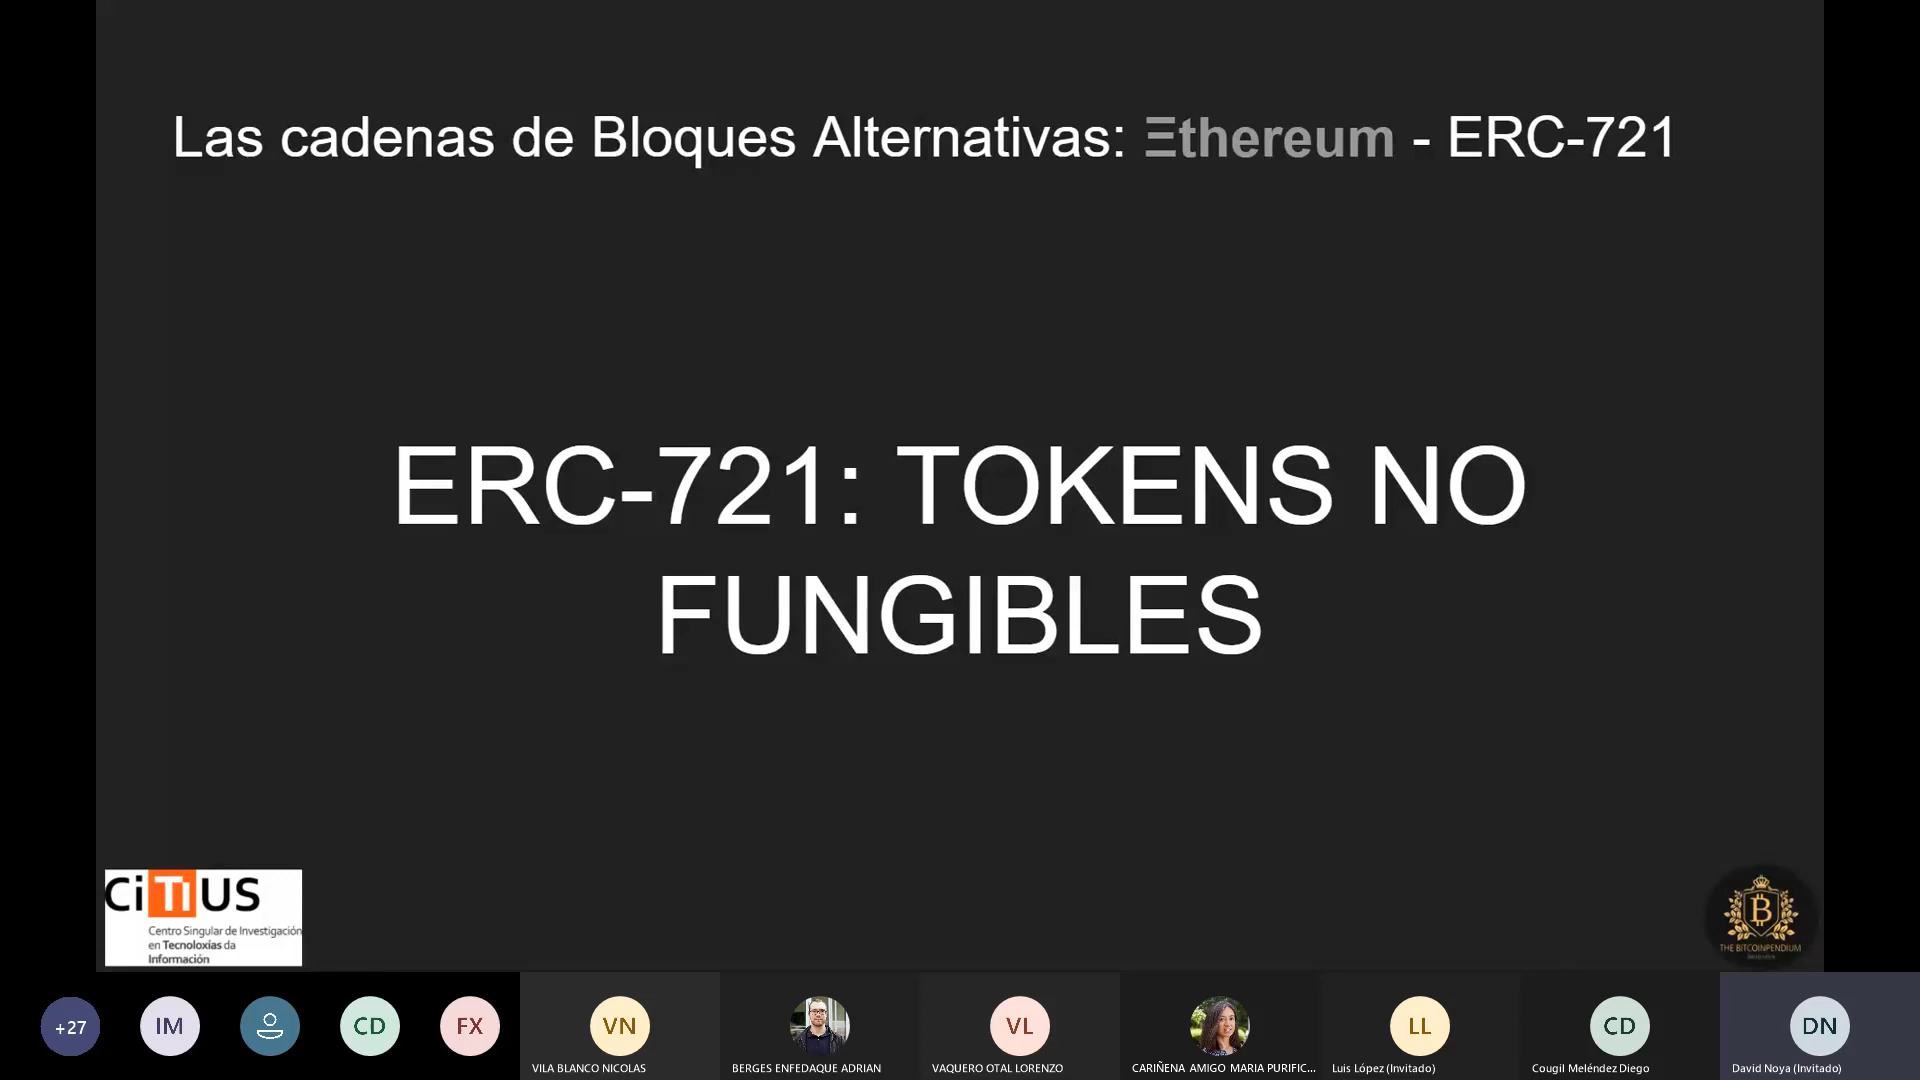 Las cadenas de Bloques Alternativas: Ξthereum - ERC-721
ERC-721: TOKENS NO
FUNGIBLES
CiTIUS
Centro Singular de Investigación
en Tecnoloxías da
Información
THE BITCOINPENDIUM
+27
IM
CD
FX
VN
VL
LL
CD
DN
VILA BLANCO NICOLAS
BERGES ENFEDAQUE ADRIAN
VAQUERO OTAL LORENZO
CARIÑENA AMIGO MARIA PURIFIC...
Luis López (Invitado)
Cougil Meléndez Diego
David Noya (Invitado)